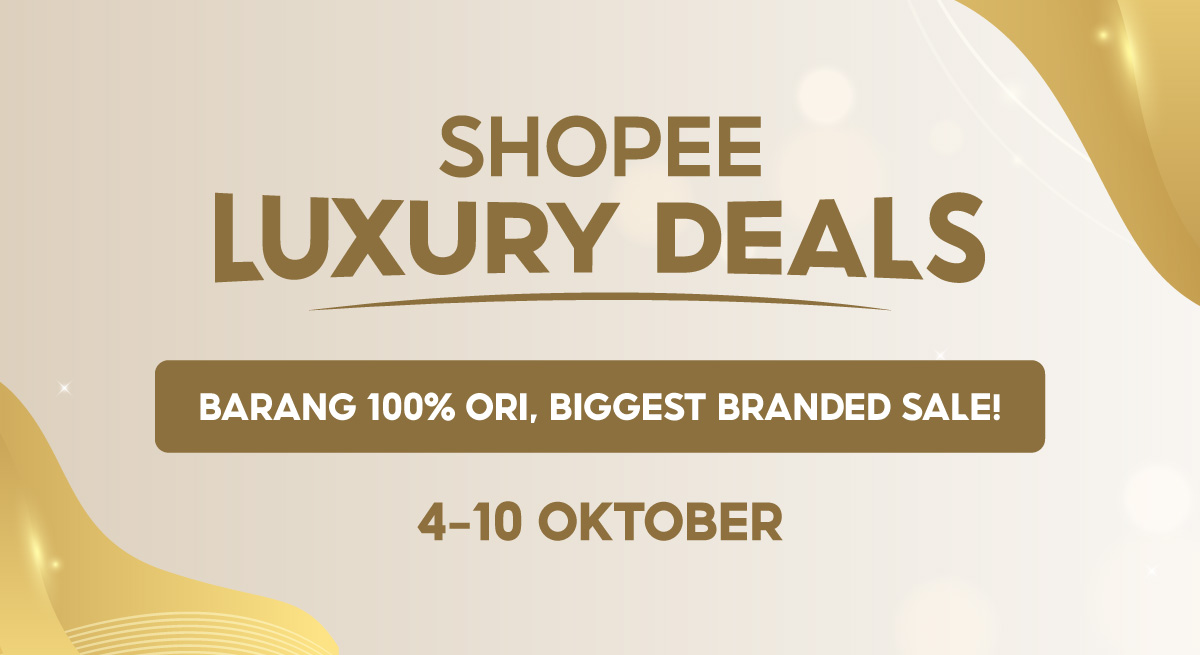 SHOPEE
LUXURY DEALS
BARANG 100% ORI, BIGGEST BRANDED SALE!
4-10 OKTOBER